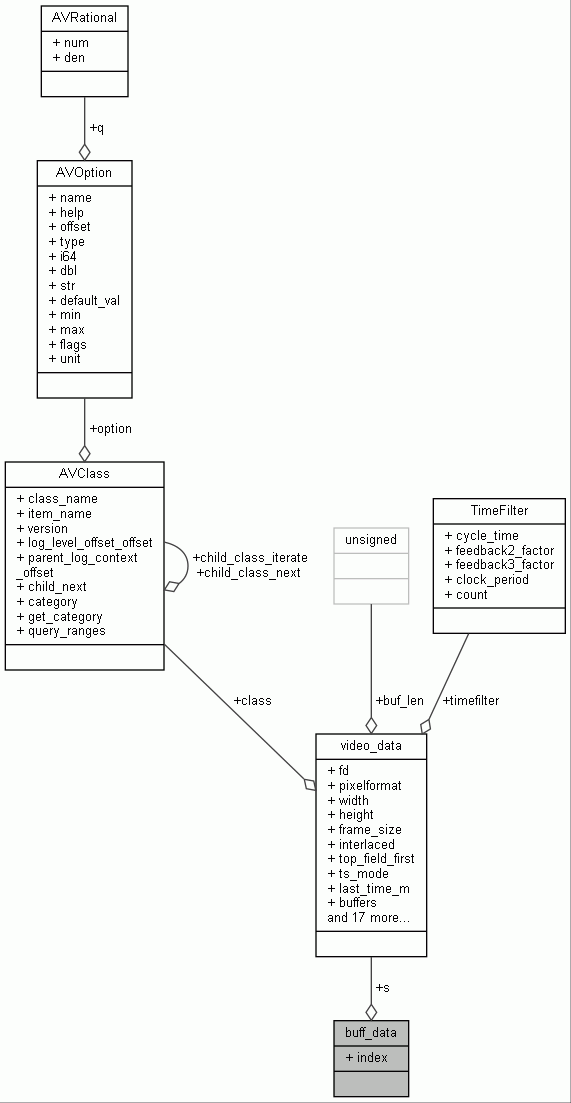 AVRational
+ num
+ den
+q
AVOption
+ name
+ help
+ offset
+ type
+ i64
+ dbl
+ str
+ default_val
+ min
+ max
+ flags
+ unit
+option
AVClass
+ class_name
+ item_name
+ version
+ log_level_offset_offset
+ parent_log_context
_offset
+ child_next
+ category
+ get_category
+ query_ranges
+child_class_iterate
+child_class_next
unsigned
TimeFilter
+ cycle_time
+ feedback2_factor
+ feedback3_factor
+ clock_period
+ count
+class
+buf_len
+timefilter
video_data
+ fd
+ pixelformat
+ width
+ height
+ frame_size
+ interlaced
+ top_field_first
+ ts_mode
+ last_time_m
+ buffers
and 17 more...
+s
buff_data
+ index